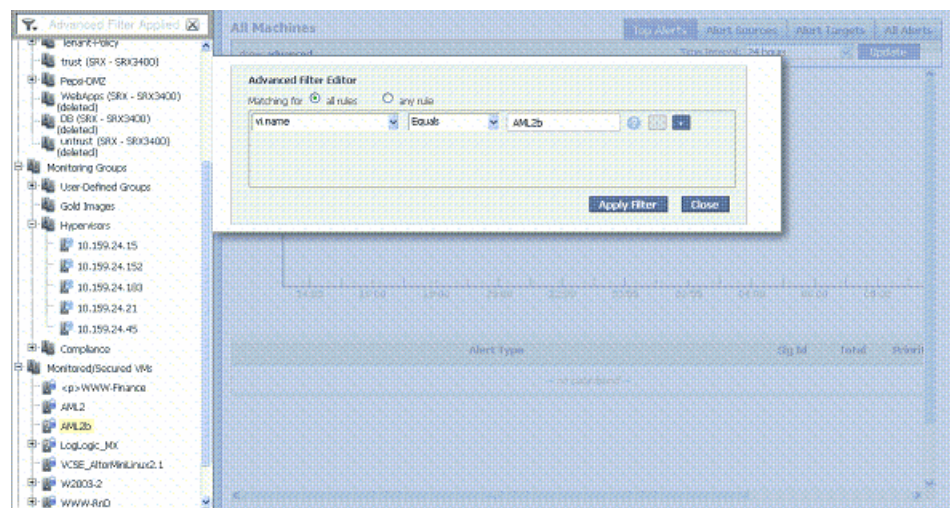 Advanced Filter Applied
Tenant-Policy
trust (SRX - SRX3400)
Pepsi-DMZ
WebApps (SRX - SRX3400)
(deleted)
DB (SRX - SRX3400)
(deleted)
untrust (SRX - SRX3400)
(deleted)
Monitoring Groups
User-Defined Groups
Gold Images
Hypervisors
10.159.24.15
10.159.24.152
10.159.24.183
10.159.24.21
10.159.24.45
Compliance
Monitored/Secured VMs
<p>WWW-Finance
AML2
AML2b
LogLogic_MX
VCSE_AltorMiniLinux2.1
W2003-2
WWW-RnD
All Machines
Top Alerts Alert Sources Alert Targets All Alerts
advanced
Time Interval: 24 hours Update
Advanced Filter Editor
Matching for all rules any rule
vi.name Equals AML2b
Apply Filter Close
Alert Type Sig Id Total Priorit